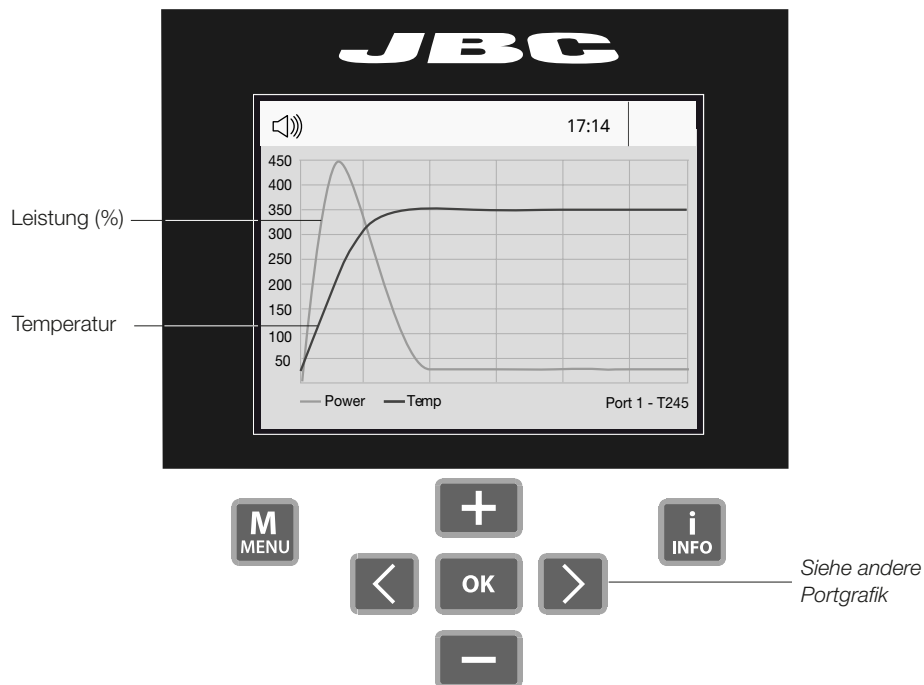 JBC
17:14
450
400
350
300
250
200
150
100
50
Leistung (%)
Temperatur
Power
Temp
Port 1 - T245
M
MENU
i
INFO
OK
Siehe andere
Portgrafik